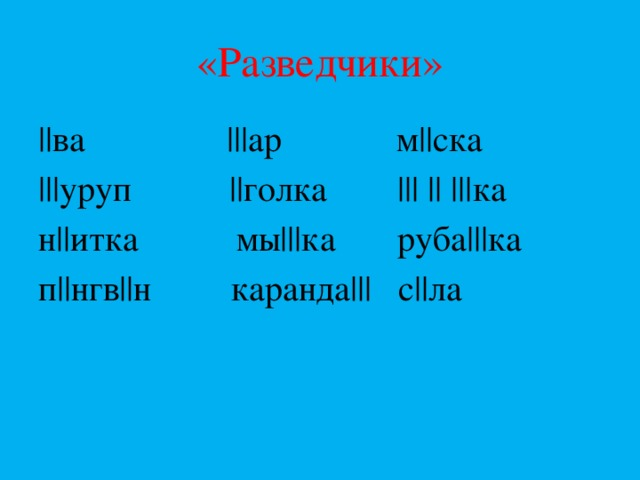 «Разведчики»
||ва |||ар м||ска
|||уруп ||голка ||| || |||ка
н||итка мы|||ка руба|||ка
п||нгв||н каранда||| с||ла